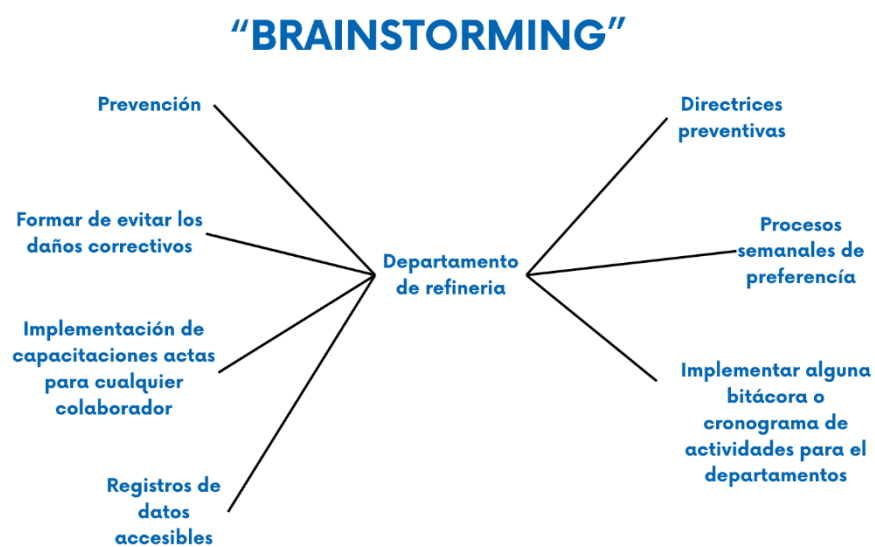 “BRAINSTORMING”
Prevención
Formar de evitar los
daños correctivos
Implementación de
capacitaciones actas
para cualquier
colaborador
Registros de
datos
accesibles
Departamento
de refineria
Directrices
preventivas
Procesos
semanales de
preferencía
Implementar alguna
bitácora o
cronograma de
actividades para el
departamentos